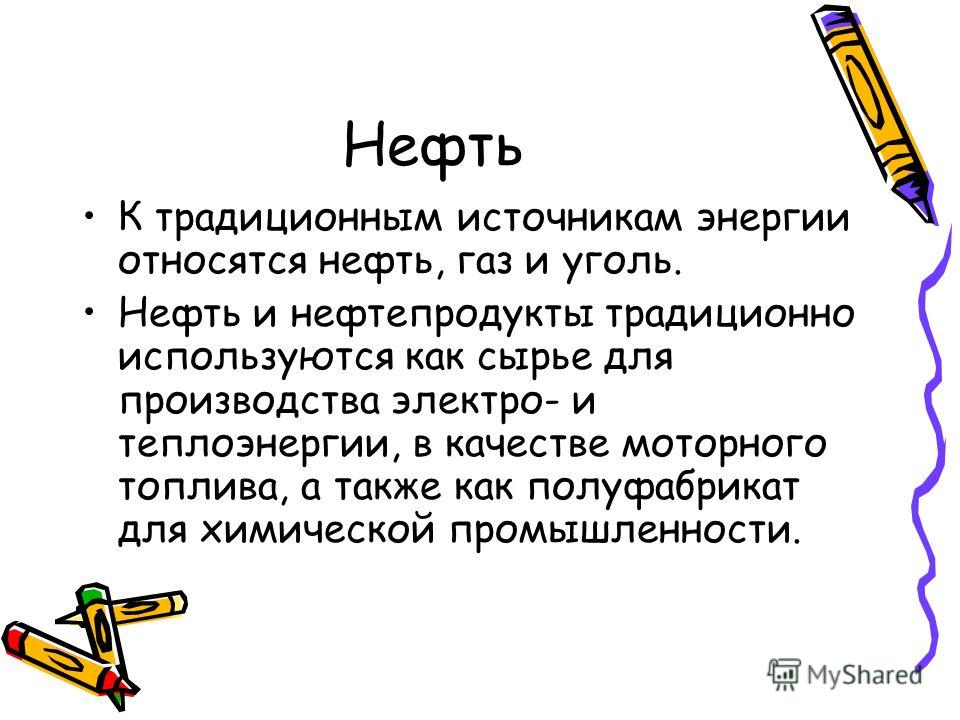 Нефть
• К традиционным источникам энергии
относятся нефть, газ и уголь.
• Нефть и нефтепродукты традиционно
используются как сырье для
производства электро- и
теплоэнергии, в качестве моторного
топлива, а также как полуфабрикат
для химической промышленности.
MyShared